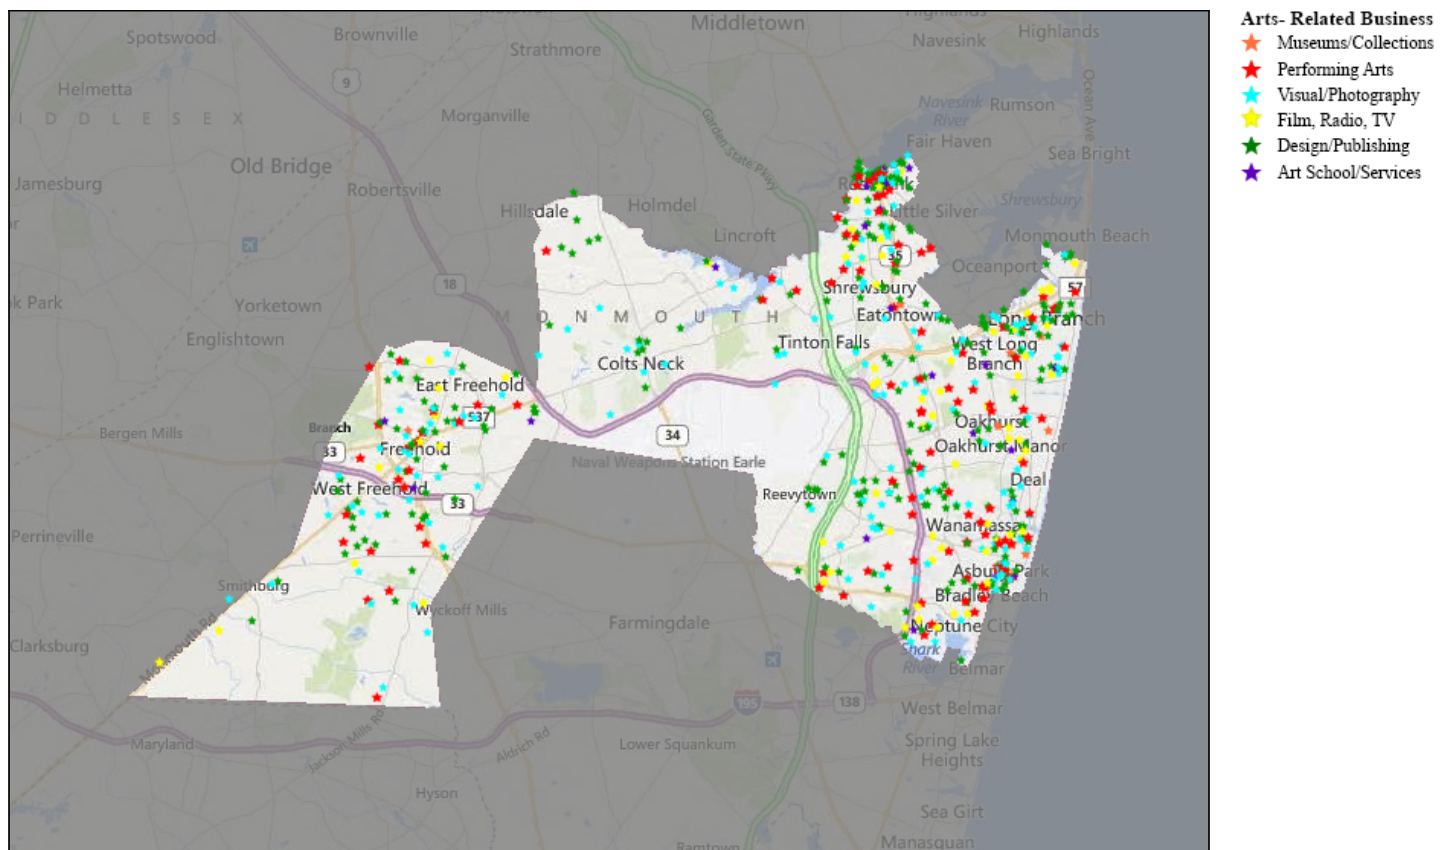 Arts- Related Business
Museums/Collections
Performing Arts
Visual/Photography
Film, Radio, TV
Design/Publishing
Art School/Services
Middletown
Highlands
Spotswood
Brownville
Navesink
Strathmore
9
Helmetta
Ocean Ave
Navesink
River
Rumson
I D D L E S E X
Morganville
Garden State Pkwy
Fair Haven
Sea Bright
Old Bridge
Jamesburg
Robertsville
Hillsdale
Holmdel
Little Silver
Shrewsbury
Lincroft
Monmouth Beach
35
Oceanport
18
Shrewsbury
57
k Park
Yorketown
M O N M O U T H
Eatontown
Long Branch
Englishtown
Tinton Falls
West Long
Branch
Colts Neck
East Freehold
537
Oakhurst
Branch
Bergen Mills
34
33
Freehold
Oakhurst Manor
Naval Weapons Station Earle
Deal
West Freehold
Reevytown
33
Wanamassa
Perrineville
Asbury Park
Smithburg
Bradley Beach
Wyckoff Mills
Farmingdale
Neptune City
Monmouth Rd
Clarksburg
Shark
River
Belmar
195
138
West Belmar
Jackson Mills Rd
Aldrich Rd
Maryland
Lower Squankum
Spring Lake
Heights
Hyson
Sea Girt
Manasquan
Ramtown